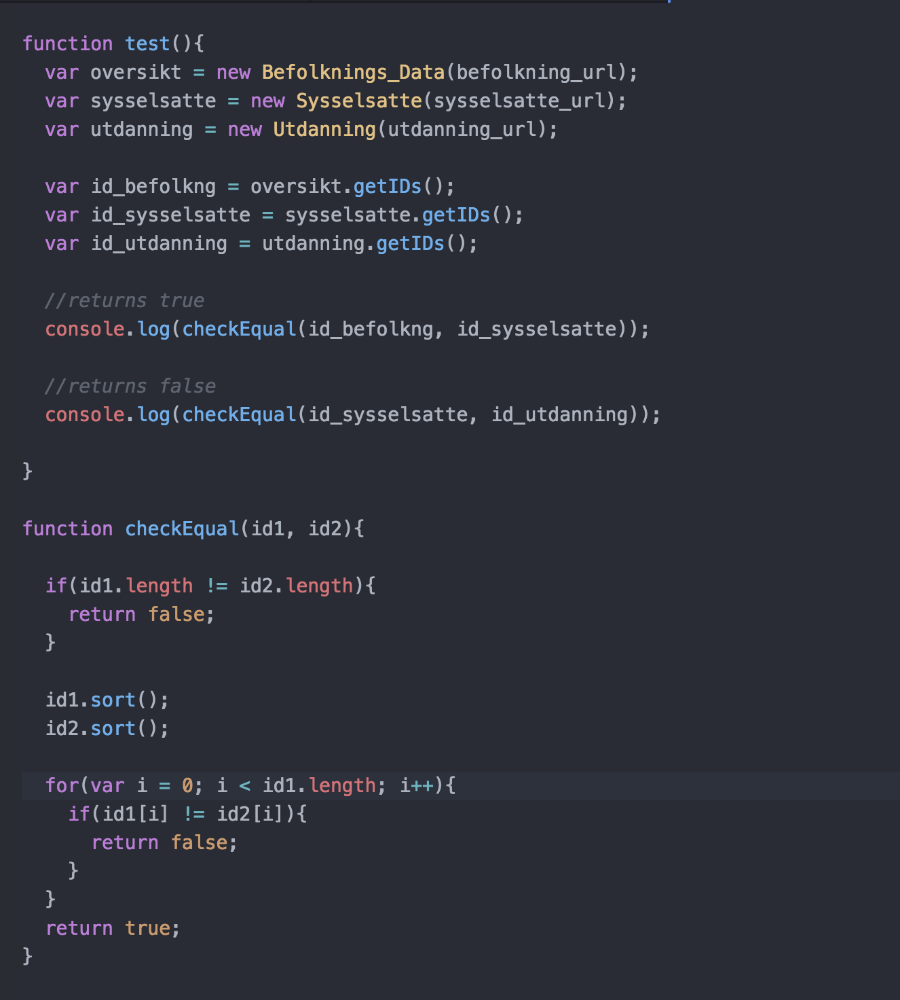 function test(){
  var oversikt = new Befolknings_Data(befolkning_url);
  var sysselsatte = new Sysselsatte(sysselsatte_url);
  var utdanning = new Utdanning(utdanning_url);

  var id_befolkng = oversikt.getIDs();
  var id_sysselsatte = sysselsatte.getIDs();
  var id_utdanning = utdanning.getIDs();

  //returns true
  console.log(checkEqual(id_befolkng, id_sysselsatte));

  //returns false
  console.log(checkEqual(id_sysselsatte, id_utdanning));

}

function checkEqual(id1, id2){

  if(id1.length != id2.length){
    return false;
  }

  id1.sort();
  id2.sort();

  for(var i = 0; i < id1.length; i++){
    if(id1[i] != id2[i]){
      return false;
    }
  }
  return true;
}